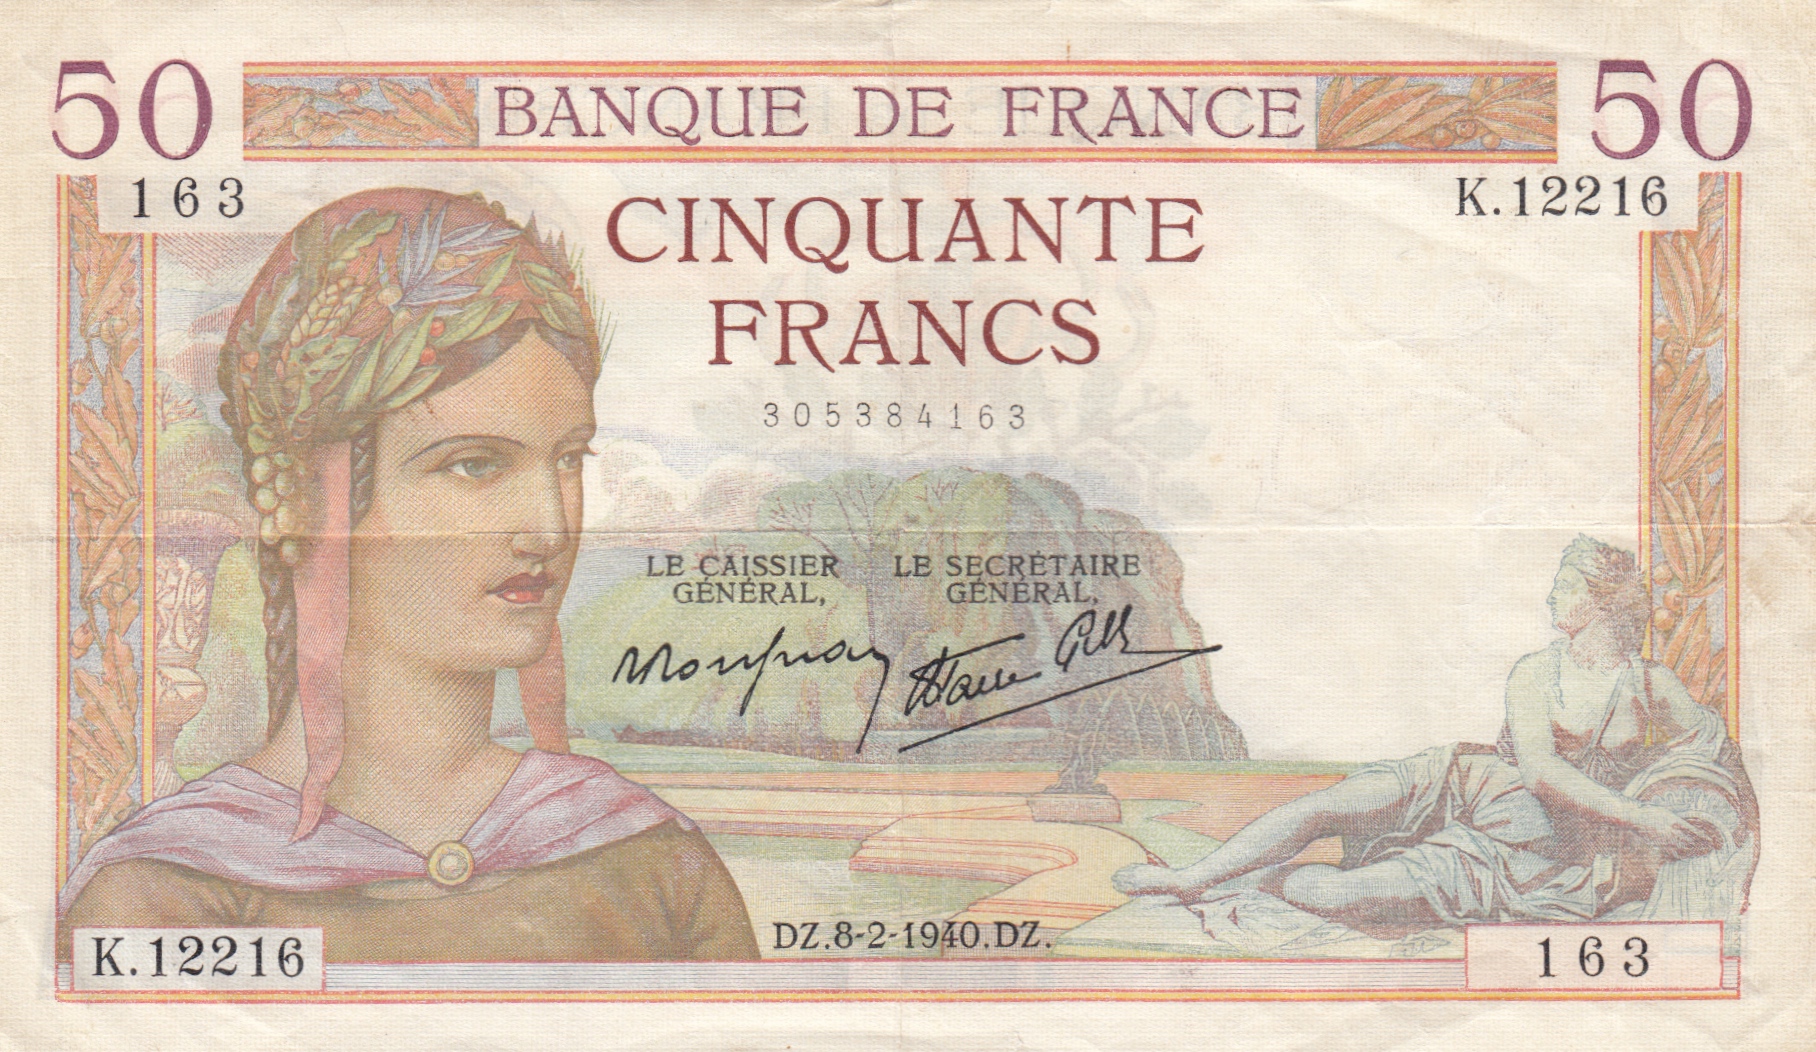 50 BANQUE DE FRANCE 50
163 K.12216
CINQUANTE
FRANCS
305384163
LE CAISSIER GÉNÉRAL,
LE SECRÉTAIRE GÉNÉRAL,
DZ.8-2-1940.DZ.
K.12216 163